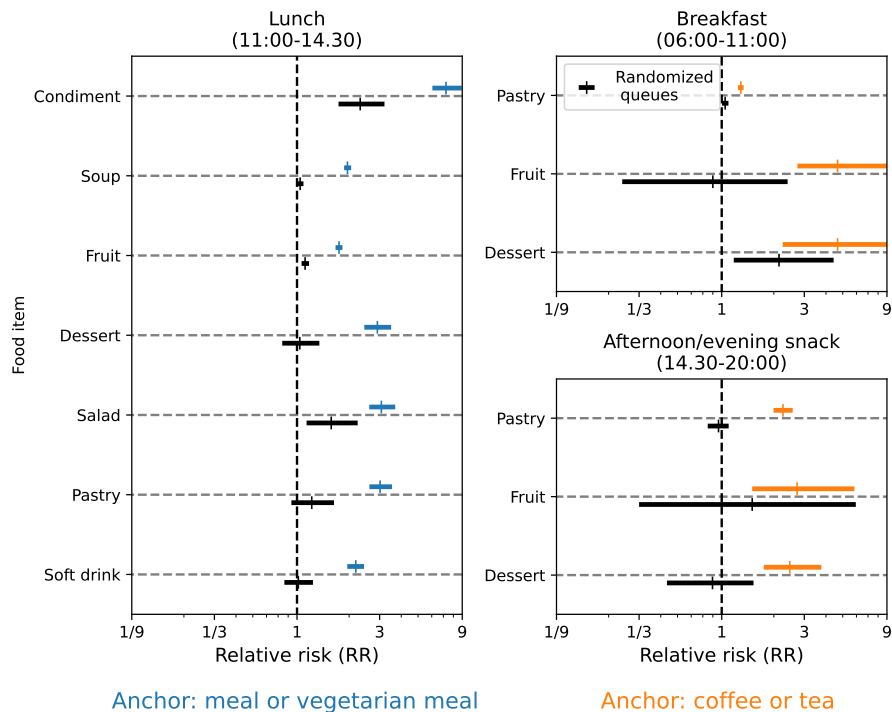 Lunch
(11:00-14.30)
Food item
Condiment
Soup
Fruit
Dessert
Salad
Pastry
Soft drink
1/9
1/3
1
3
9
Relative risk (RR)
Anchor: meal or vegetarian meal
Breakfast
(06:00-11:00)
Randomized
queues
Pastry
Fruit
Dessert
1/9
1/3
1
3
9
Afternoon/evening snack
(14.30-20:00)
Pastry
Fruit
Dessert
1/9
1/3
1
3
9
Relative risk (RR)
Anchor: coffee or tea